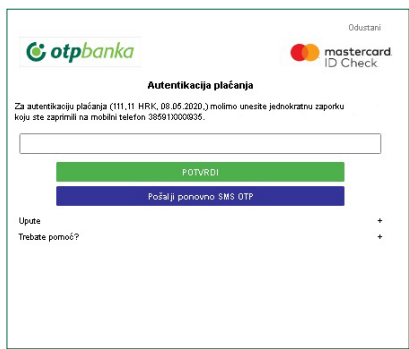 Odustani
otpbanka
mastercard
ID Check
Autentikacija plaćanja
Za autentikaciju plaćanja (111,11 HRK, 08.05.2020.,) molimo unesite jednokratnu zaporku
koju ste zaprimili na mobilni telefon 38591XXXX935.
POTVRDI
Pošalji ponovno SMS OTP
Upute +
Trebate pomoć? +